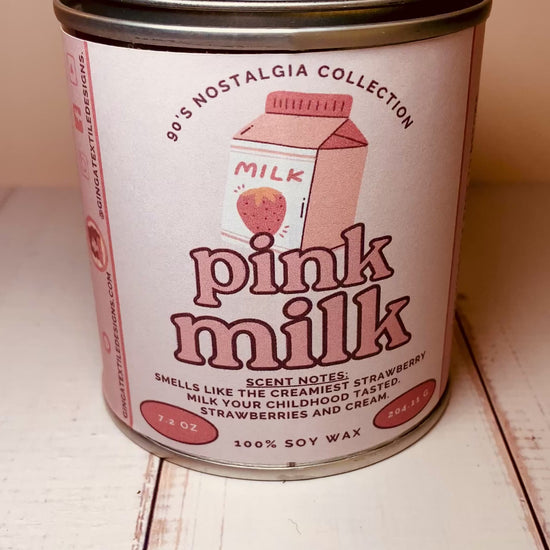 90'S NOSTALGIA COLLECTION
MILK
pink
milk
SCENT NOTES:
SMELLS LIKE THE CREAMIEST STRAWBERRY
MILK YOUR CHILDHOOD TASTED.
STRAWBERRIES AND CREAM.
7.2 OZ
204.11 G
100% SOY WAX
@GINGATEXTILEDESIGNS.
GINGATEXTILEDESIGNS.COM